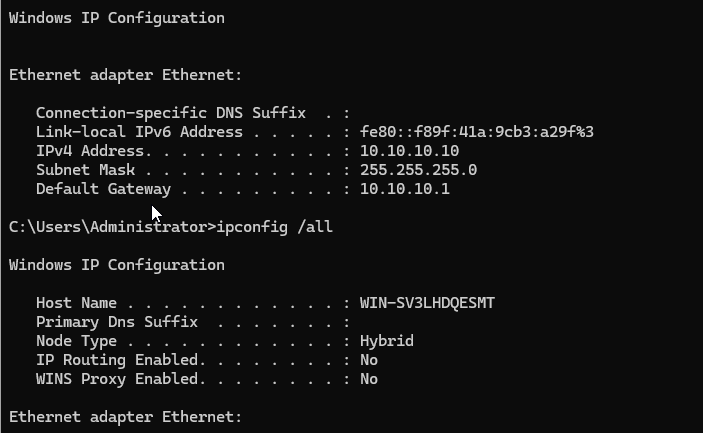 Windows IP Configuration
Ethernet adapter Ethernet:
Connection-specific DNS Suffix  . :
Link-local IPv6 Address . . . . . : fe80::f89f:41a:9cb3:a29f%3
IPv4 Address. . . . . . . . . . . : 10.10.10.10
Subnet Mask . . . . . . . . . . . : 255.255.255.0
Default Gateway . . . . . . . . . : 10.10.10.1
C:\Users\Administrator>ipconfig /all
Windows IP Configuration
Host Name . . . . . . . . . . . . : WIN-SV3LHDQESMT
Primary Dns Suffix  . . . . . . . :
Node Type . . . . . . . . . . . . : Hybrid
IP Routing Enabled. . . . . . . . : No
WINS Proxy Enabled. . . . . . . . : No
Ethernet adapter Ethernet: